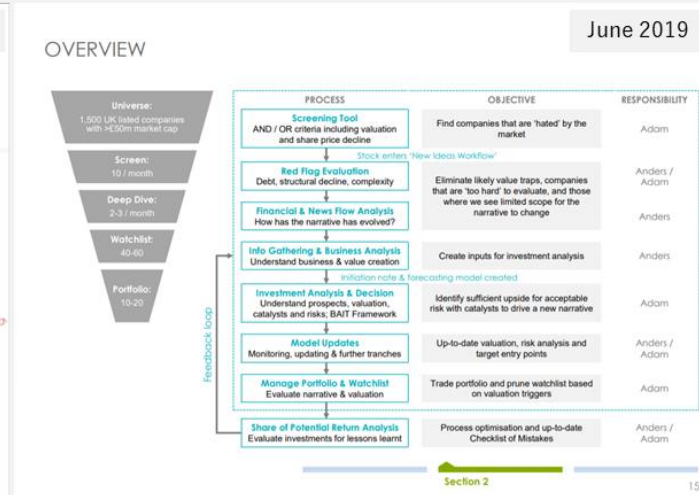 June 2019
OVERVIEW
Universe:
1,500 UK listed companies
with >£50m market cap
Screen:
10 / month
Deep Dive:
2-3 / month
Watchlist:
40-60
Portfolio:
10-20
PROCESS
OBJECTIVE
RESPONSIBILITY
Screening Tool
AND / OR criteria including valuation
and share price decline
Find companies that are 'hated' by the
market
Adam
Stock enters 'New Ideas Workflow'
Red Flag Evaluation
Debt, structural decline, complexity
Eliminate likely value traps, companies
that are 'too hard' to evaluate, and those
where we see limited scope for the
narrative to change
Anders /
Adam
Financial & News Flow Analysis
How has the narrative has evolved?
Anders
Info Gathering & Business Analysis
Understand business & value creation
Create inputs for investment analysis
Anders
Initiation note & forecasting model created
Investment Analysis & Decision
Understand prospects, valuation,
catalysts and risks; BAIT Framework
Identify sufficient upside for acceptable
risk with catalysts to drive a new narrative
Adam
Model Updates
Monitoring, updating & further tranches
Up-to-date valuation, risk analysis and
target entry points
Anders /
Adam
Manage Portfolio & Watchlist
Evaluate narrative & valuation
Trade portfolio and prune watchlist based
on valuation triggers
Adam
Feedback loop
Share of Potential Return Analysis
Evaluate investments for lessons learnt
Process optimisation and up-to-date
Checklist of Mistakes
Anders /
Adam
Section 2
15